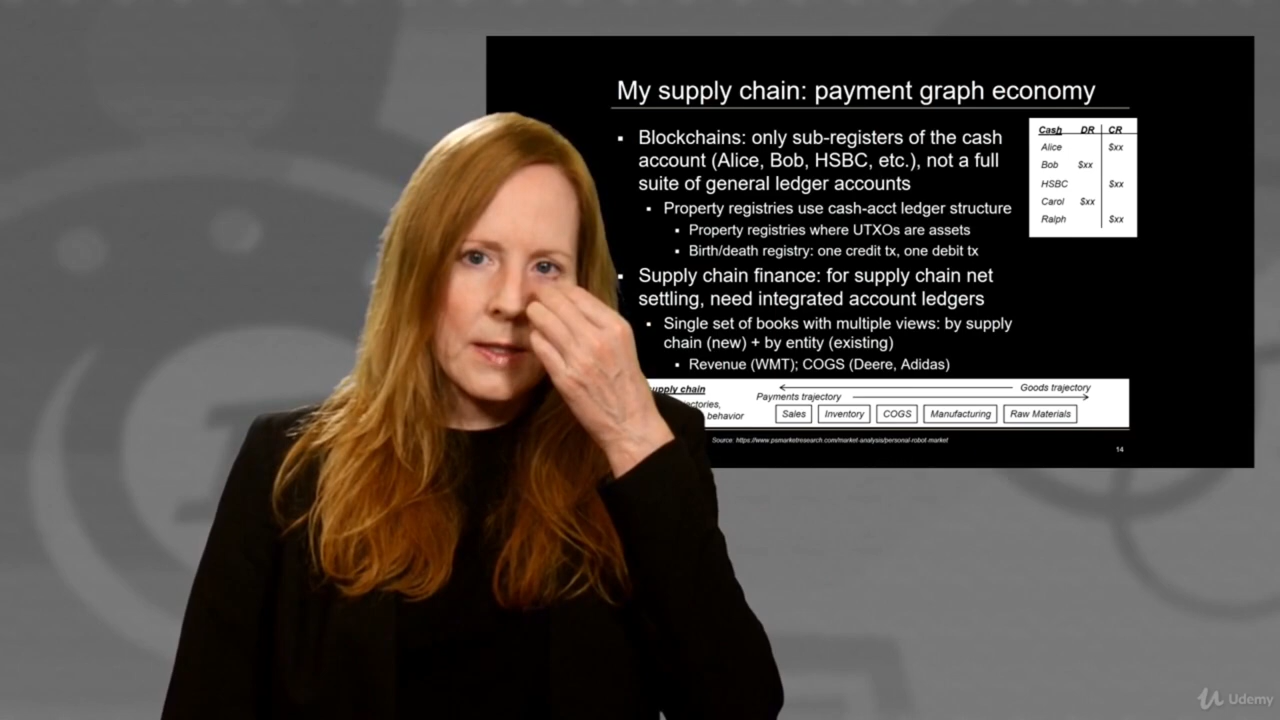 My supply chain: payment graph economy
▪ Blockchains: only sub-registers of the cash
account (Alice, Bob, HSBC, etc.), not a full
suite of general ledger accounts
▪ Property registries use cash-acct ledger structure
▪ Property registries where UTXOs are assets
▪ Birth/death registry: one credit tx, one debit tx
▪ Supply chain finance: for supply chain net
settling, need integrated account ledgers
▪ Single set of books with multiple views: by supply
chain (new) + by entity (existing)
▪ Revenue (WMT); COGS (Deere, Adidas)
Cash DR CR
Alice $xx
Bob $xx
HSBC $xx
Carol $xx
Ralph $xx
chain
behavior
Goods trajectory
Payments trajectory
Sales Inventory COGS Manufacturing Raw Materials
Source: https://www.psmarketresearch.com/market-analysis/personal-robot-market
14
Udemy